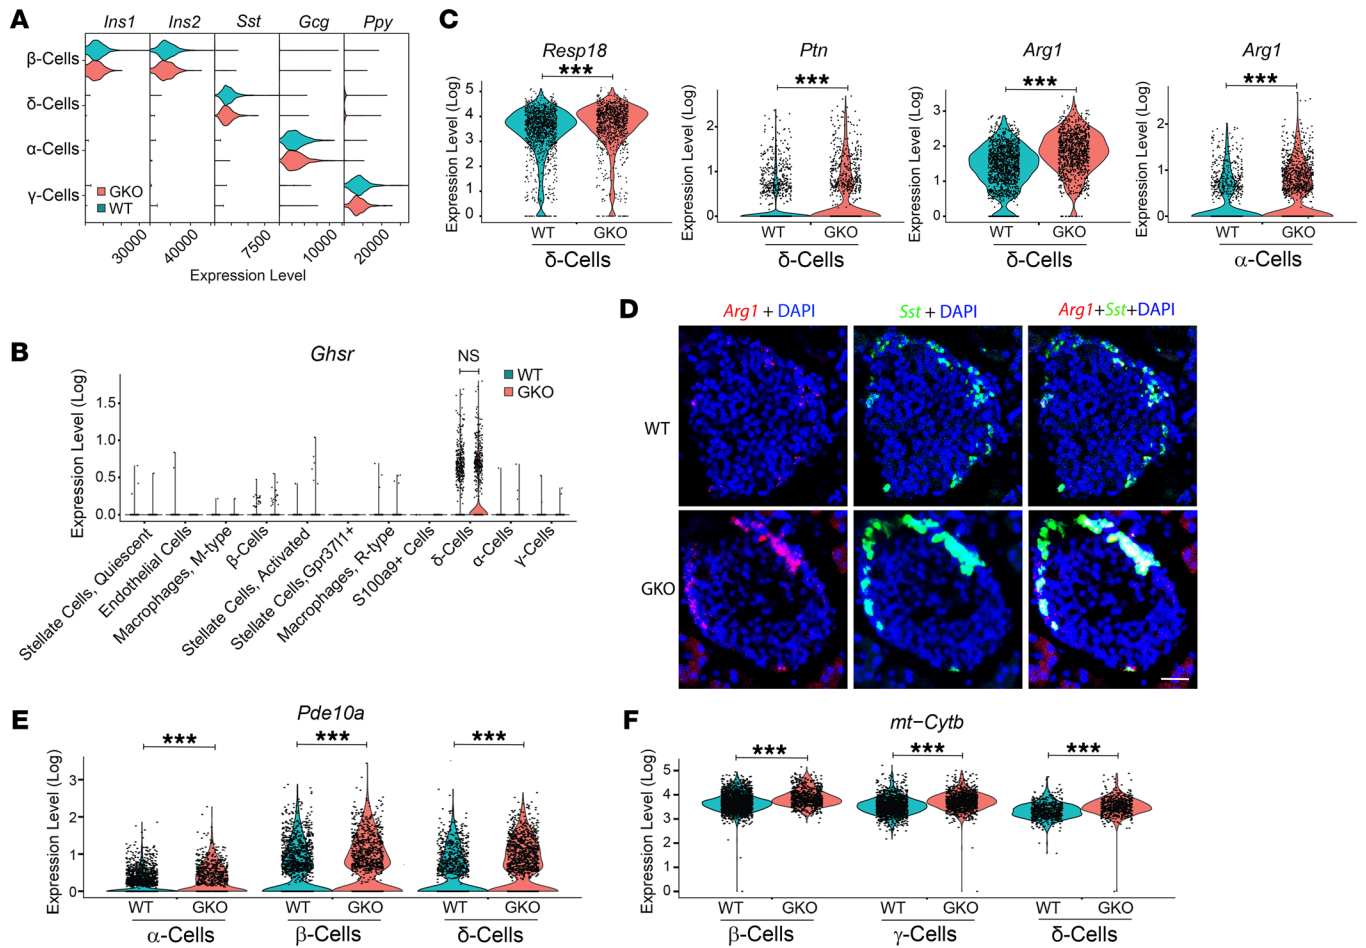 A
Ins1 Ins2 Sst Gcg Ppy
β-Cells
δ-Cells
α-Cells
γ-Cells
GKO
WT
30000 40000 7500 10000 20000
Expression Level
B
Ghsr
NS
WT
GKO
Expression Level (Log)
1.5
1.0
0.5
0.0
Stellate Cells, Quiescent
Endothelial Cells
Macrophages, M-type
β-Cells
Stellate Cells, Activated
Stellate Cells, Gpr37l1+
Macrophages, R-type
S100a9+ Cells
δ-Cells
α-Cells
γ-Cells
C
Resp18 Ptn Arg1 Arg1
*** *** *** ***
Expression Level (Log)
5
4
3
2
1
0
WT GKO
δ-Cells
Expression Level (Log)
2
1
0
WT GKO
δ-Cells
Expression Level (Log)
3
2
1
0
WT GKO
δ-Cells
Expression Level (Log)
2
1
0
WT GKO
α-Cells
D
Arg1 + DAPI Sst + DAPI Arg1+Sst+DAPI
WT
GKO
E
Pde10a
*** *** ***
Expression Level (Log)
3
2
1
0
WT GKO WT GKO WT GKO
α-Cells β-Cells δ-Cells
F
mt−Cytb
*** *** ***
Expression Level (Log)
5
4
3
2
1
0
WT GKO WT GKO WT GKO
β-Cells γ-Cells δ-Cells